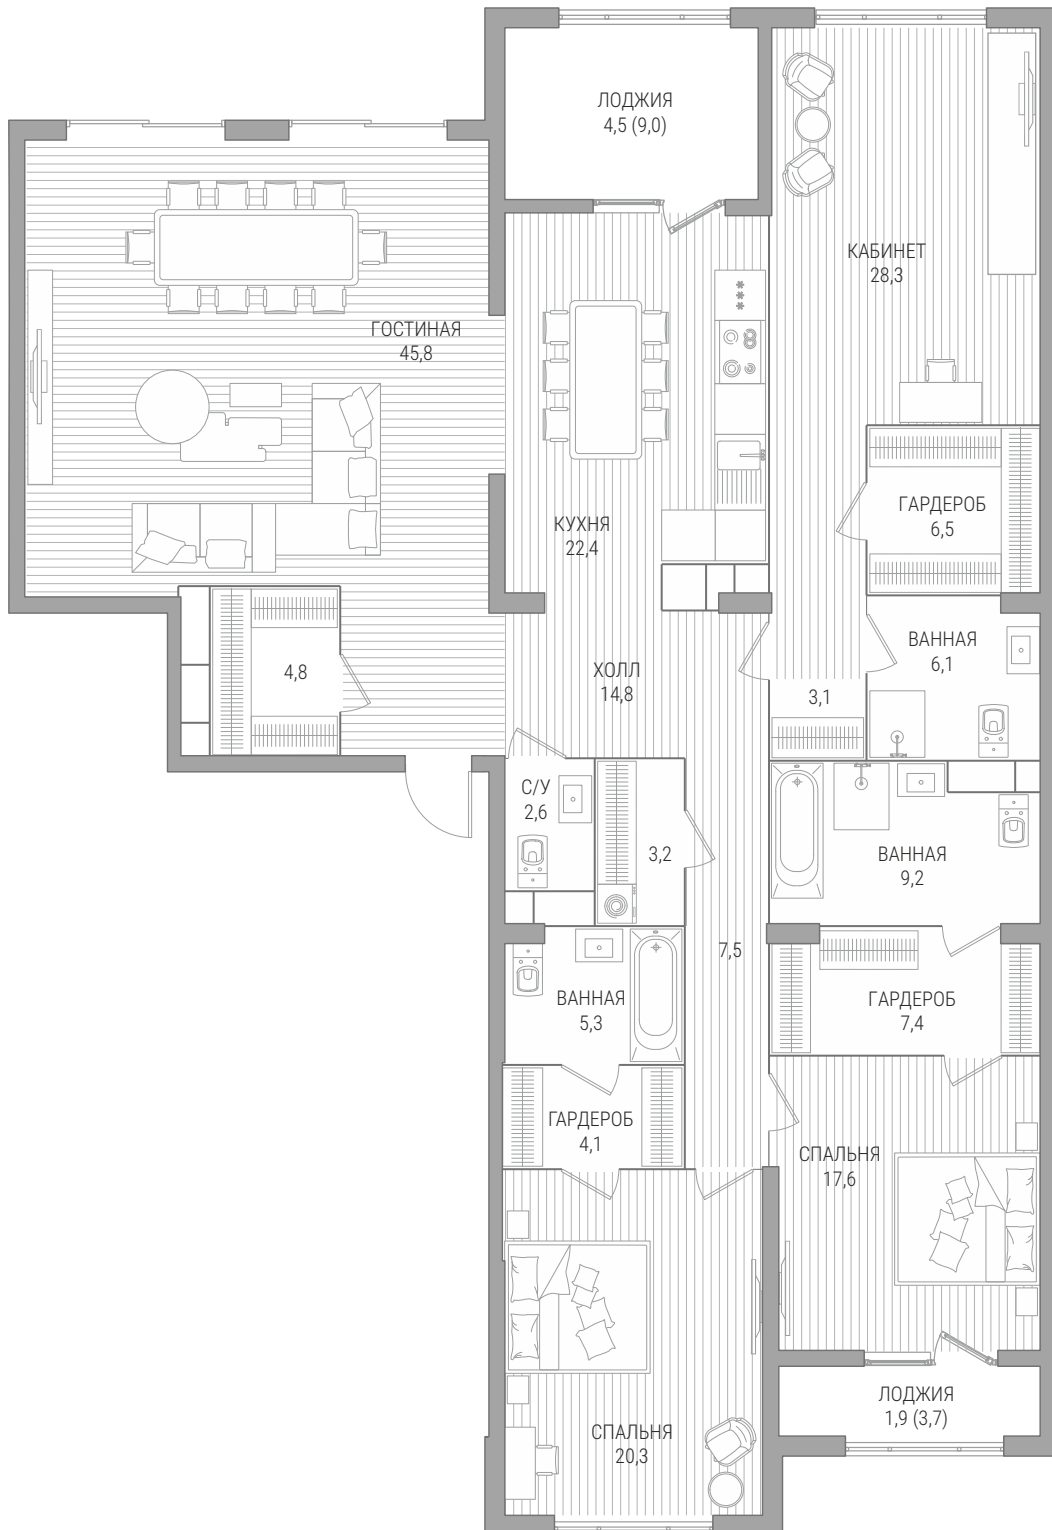 ЛОДЖИЯ
4,5 (9,0)
КАБИНЕТ
28,3
ГОСТИНАЯ
45,8
ГАРДЕРОБ
6,5
КУХНЯ
22,4
ВАННАЯ
6,1
4,8
ХОЛЛ
14,8
3,1
С/У
2,6
3,2
ВАННАЯ
9,2
7,5
ВАННАЯ
5,3
ГАРДЕРОБ
7,4
ГАРДЕРОБ
4,1
СПАЛЬНЯ
17,6
ЛОДЖИЯ
1,9 (3,7)
СПАЛЬНЯ
20,3